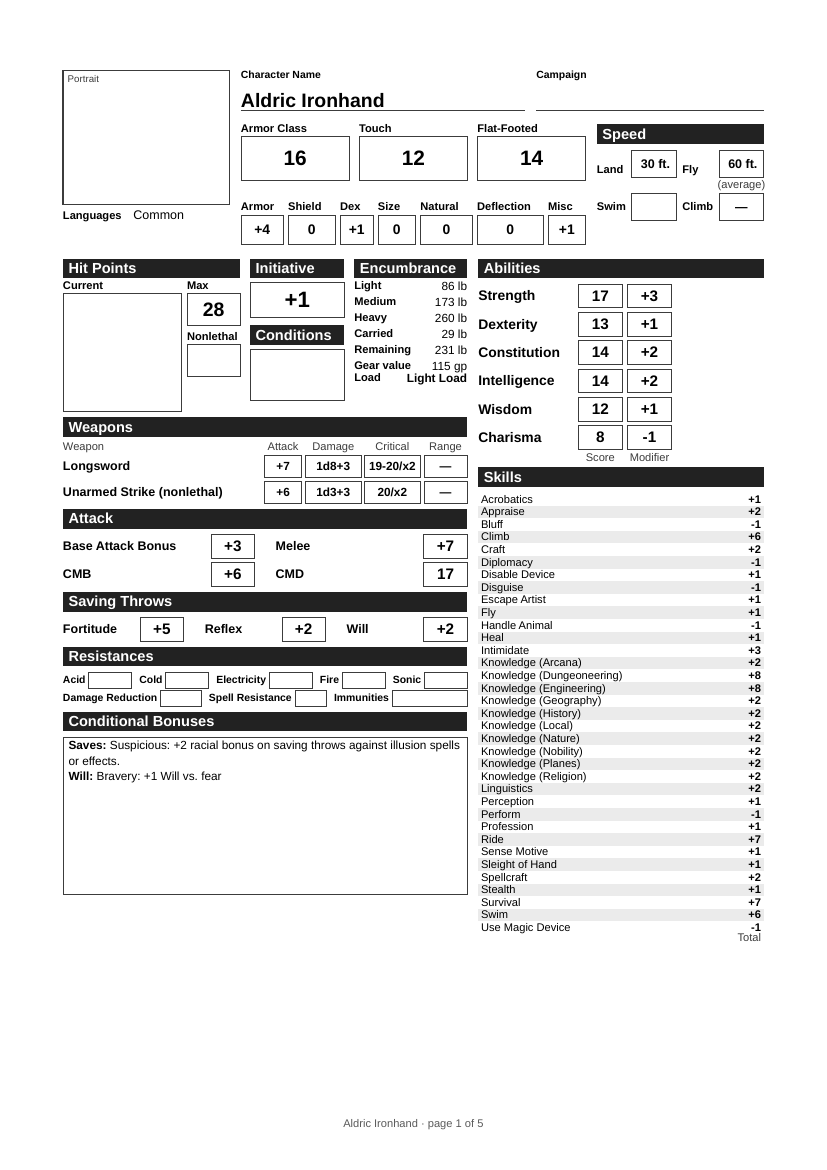 Portrait
Character Name
Campaign
Aldric Ironhand
Armor Class Touch Flat-Footed
16 12 14
Speed
Land 30 ft. Fly 60 ft.
(average)
Swim Climb —
Languages Common
Armor Shield Dex Size Natural Deflection Misc
+4 0 +1 0 0 0 +1
Hit Points
Current Max
28
Nonlethal
Initiative
+1
Conditions
Encumbrance
Light 86 lb
Medium 173 lb
Heavy 260 lb
Carried 29 lb
Remaining 231 lb
Gear value 115 gp
Load Light Load
Abilities
Strength 17 +3
Dexterity 13 +1
Constitution 14 +2
Intelligence 14 +2
Wisdom 12 +1
Charisma 8 -1
Score Modifier
Weapons
Weapon Attack Damage Critical Range
Longsword +7 1d8+3 19-20/x2 —
Unarmed Strike (nonlethal) +6 1d3+3 20/x2 —
Attack
Base Attack Bonus +3 Melee +7
CMB +6 CMD 17
Saving Throws
Fortitude +5 Reflex +2 Will +2
Resistances
Acid Cold Electricity Fire Sonic
Damage Reduction Spell Resistance Immunities
Conditional Bonuses
Saves: Suspicious: +2 racial bonus on saving throws against illusion spells
or effects.
Will: Bravery: +1 Will vs. fear
Skills
Acrobatics +1
Appraise +2
Bluff -1
Climb +6
Craft +2
Diplomacy -1
Disable Device +1
Disguise -1
Escape Artist +1
Fly +1
Handle Animal -1
Heal +1
Intimidate +3
Knowledge (Arcana) +2
Knowledge (Dungeoneering) +8
Knowledge (Engineering) +8
Knowledge (Geography) +2
Knowledge (History) +2
Knowledge (Local) +2
Knowledge (Nature) +2
Knowledge (Nobility) +2
Knowledge (Planes) +2
Knowledge (Religion) +2
Linguistics +2
Perception +1
Perform -1
Profession +1
Ride +7
Sense Motive +1
Sleight of Hand +1
Spellcraft +2
Stealth +1
Survival +7
Swim +6
Use Magic Device -1
Total
Aldric Ironhand · page 1 of 5